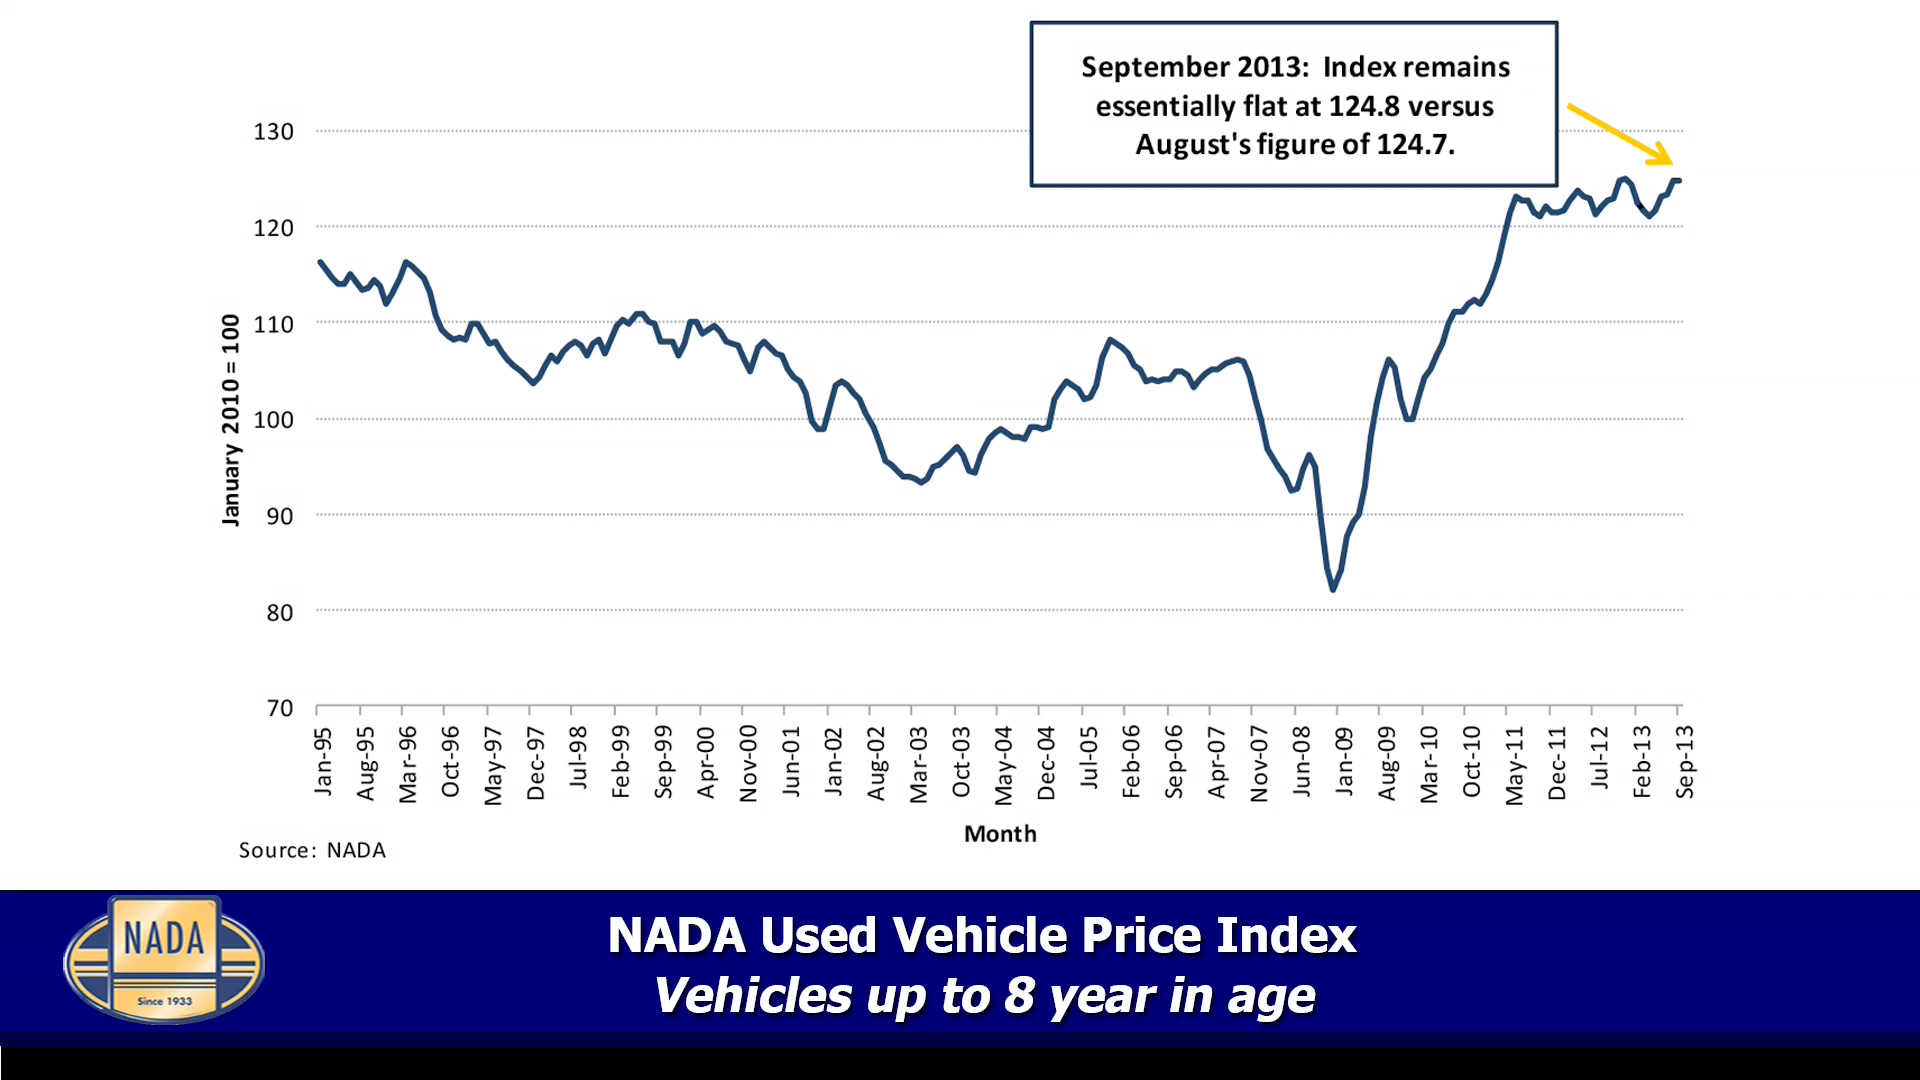 September 2013: Index remains
essentially flat at 124.8 versus
August's figure of 124.7.
130
120
110
100
90
80
70
January 2010 = 100
Jan-95
Aug-95
Mar-96
Oct-96
May-97
Dec-97
Jul-98
Feb-99
Sep-99
Apr-00
Nov-00
Jun-01
Jan-02
Aug-02
Mar-03
Oct-03
May-04
Dec-04
Jul-05
Feb-06
Sep-06
Apr-07
Nov-07
Jun-08
Jan-09
Aug-09
Mar-10
Oct-10
May-11
Dec-11
Jul-12
Feb-13
Sep-13
Month
Source: NADA
NADA
Since 1933
NADA Used Vehicle Price Index
Vehicles up to 8 year in age